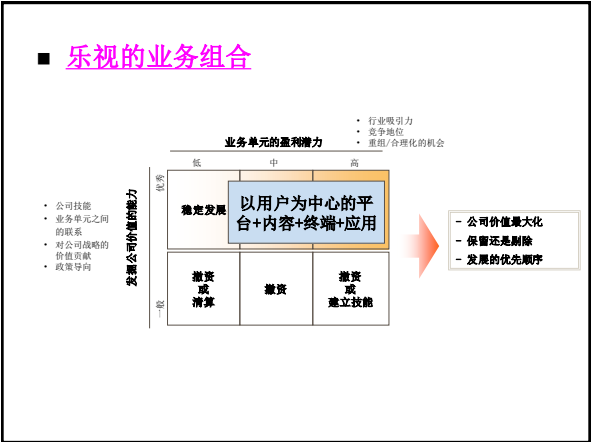 乐视的业务组合
• 行业吸引力
• 竞争地位
• 重组/合理化的机会
业务单元的盈利潜力
低 中 高
• 公司技能
• 业务单元之间
的联系
• 对公司战略的
价值贡献
• 政策导向
发掘公司价值的能力
优秀
一般
稳定发展
以用户为中心的平
台+内容+终端+应用
撤资
或
清算
撤资
撤资
或
建立技能
- 公司价值最大化
- 保留还是剔除
- 发展的优先顺序